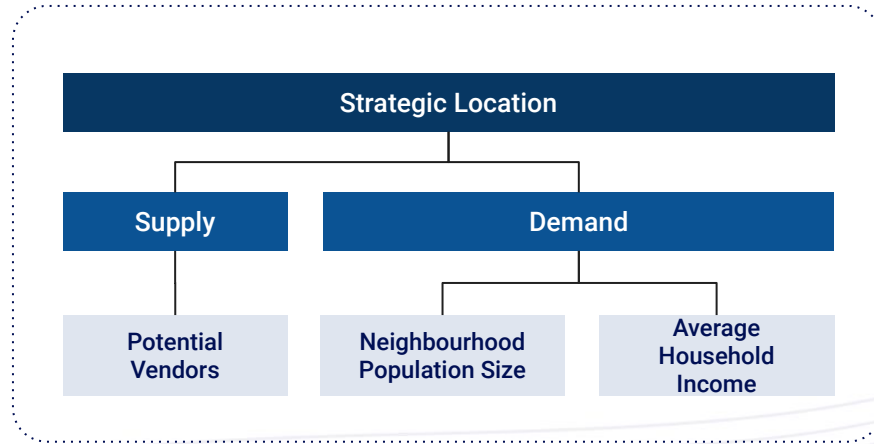 Strategic Location
Supply
Demand
Potential
Vendors
Neighbourhood
Population Size
Average
Household
Income